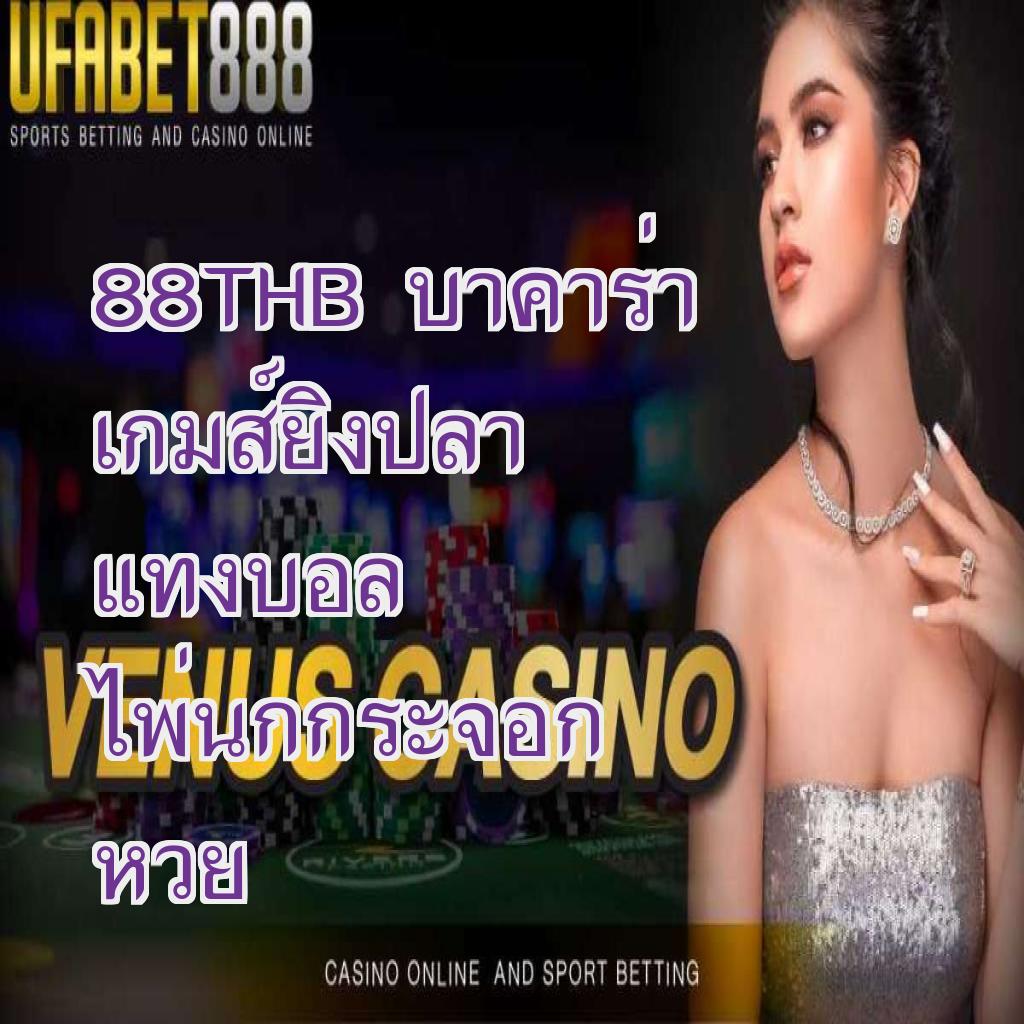 UFABET888
SPORTS BETTING AND CASINO ONLINE
88THB บาคาร่า
เกมส์ยิงปลา
แทงบอล
VENUS CASINO
ไพ่นกกระจอก
หวย
CASINO ONLINE AND SPORT BETTING